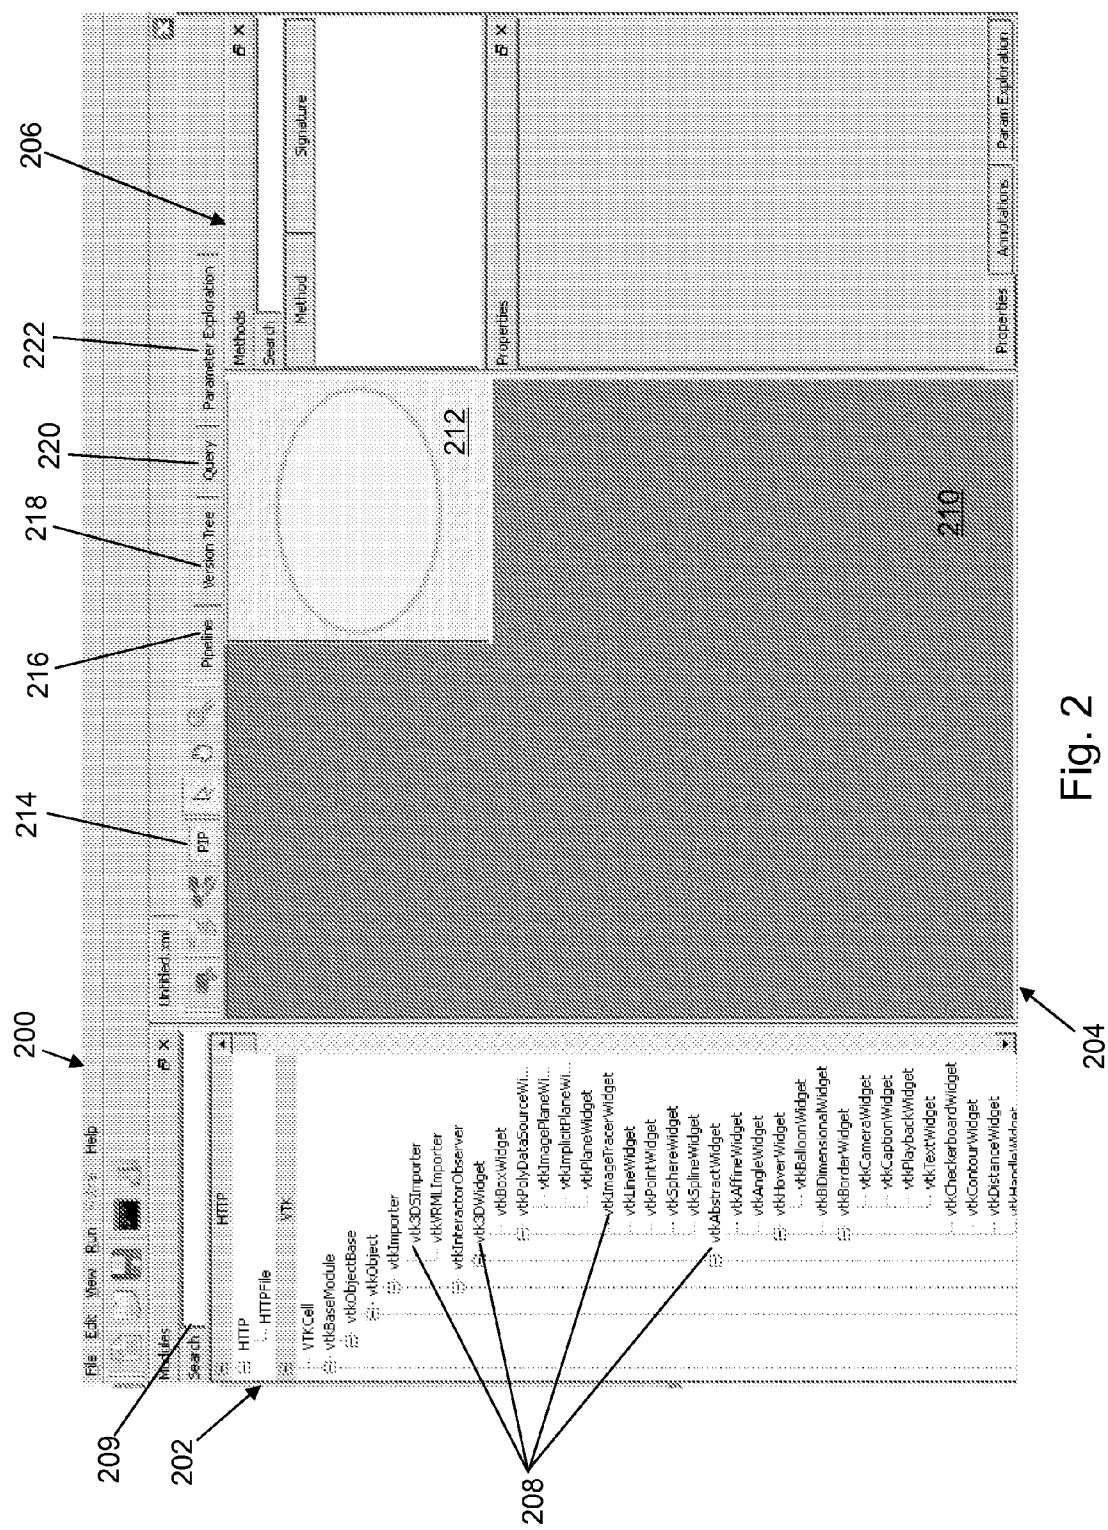 200
File Edit View Run Help
Modules
Search
209
202
HTTP
HTTP
HTTPFile
VTK
VTKCell
vtkBaseModule
vtkObjectBase
vtkObject
vtkImporter
vtk3DSImporter
vtkVRMLImporter
vtkInteractorObserver
vtk3DWidget
vtkBoxWidget
vtkPolyDataSourceWi...
vtkImagePlaneWi...
vtkImplicitPlaneWi...
vtkPlaneWidget
vtkImageTracerWidget
vtkLineWidget
vtkPointWidget
vtkSphereWidget
vtkSplineWidget
vtkAbstractWidget
vtkAffineWidget
vtkAngleWidget
vtkHoverWidget
vtkBalloonWidget
vtkBiDimensionalWidget
vtkBorderWidget
vtkCameraWidget
vtkCaptionWidget
vtkPlaybackWidget
vtkTextWidget
vtkCheckerboardWidget
vtkContourWidget
vtkDistanceWidget
vtkHandleWidget
208
Untitled.xml
214 216 218 220 222
PIP Pipeline Version Tree Query Parameter Exploration
212
210
204
206
Methods
Search
Method Signature
Properties
Properties Annotations Param Exploration
Fig. 2